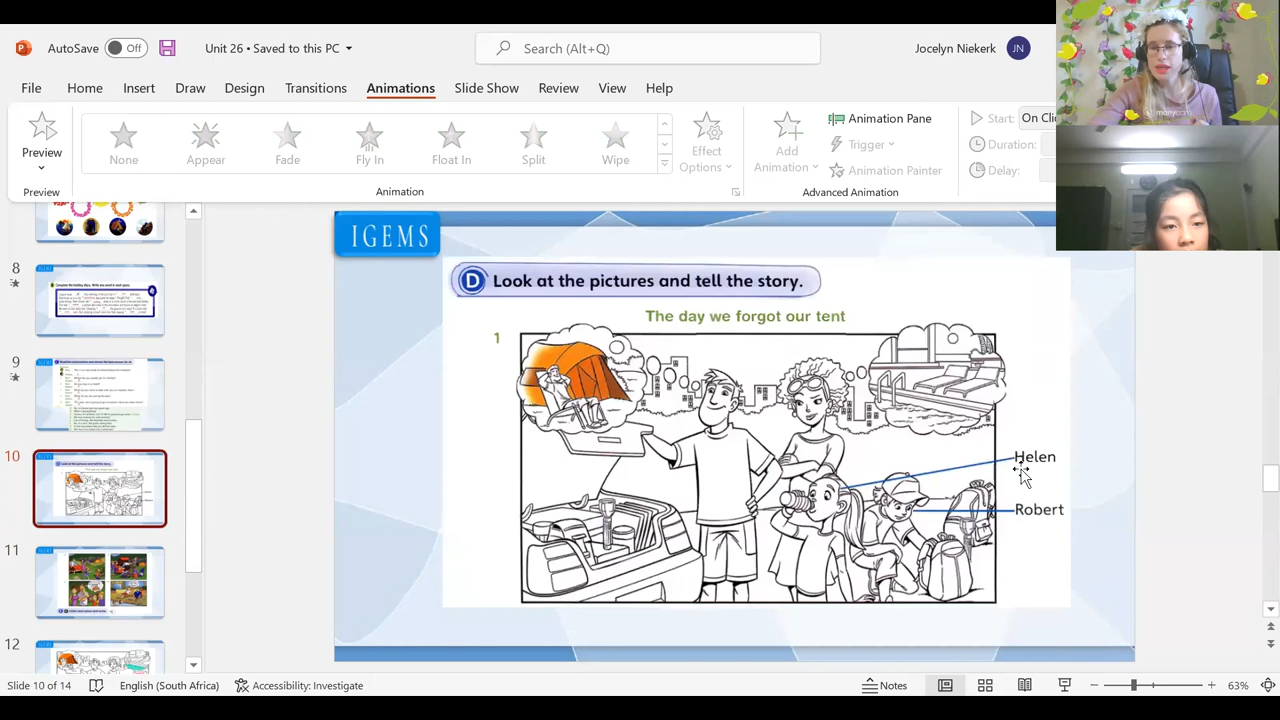 AutoSave Off Unit 26 • Saved to this PC Search (Alt+Q) Jocelyn Niekerk JN
File Home Insert Draw Design Transitions Animations Slide Show Review View Help
Preview None Appear Fade Fly In Float In Split Wipe Effect Options Add Animation Animation Pane Start: On Clic
Trigger Duration:
Animation Painter Delay:
Preview Animation Advanced Animation
IGEMS
D Look at the pictures and tell the story.
The day we forgot our tent
1
Helen
Robert
8
9
10
11
12
Slide 10 of 14 English (South Africa) Accessibility: Investigate Notes 63%